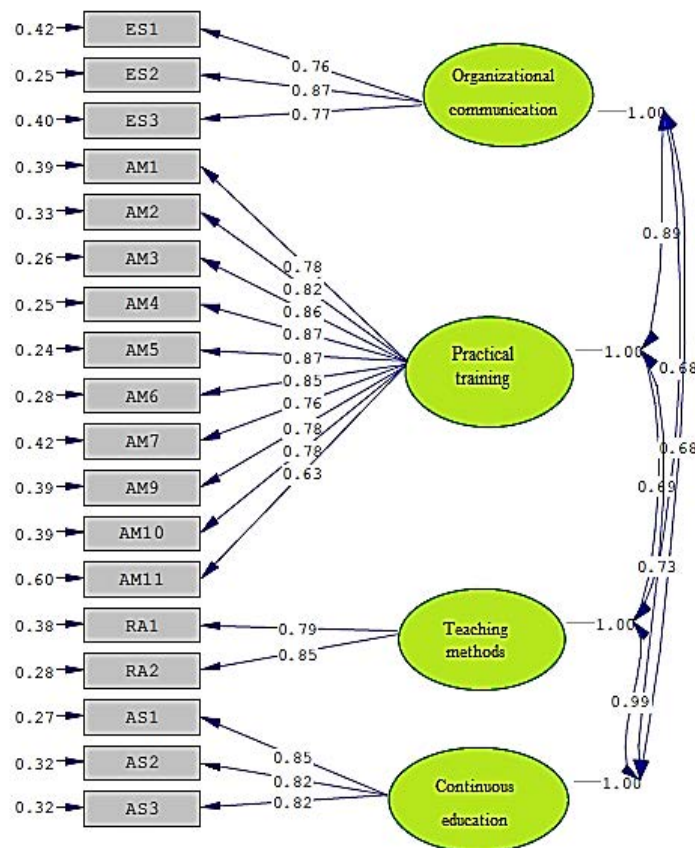 0.42 ES1
0.76
0.25 ES2
0.87
0.40 ES3
0.77
Organizational
communication
1.00
0.39 AM1
0.33 AM2
0.26 AM3
0.25 AM4
0.24 AM5
0.28 AM6
0.42 AM7
0.39 AM9
0.39 AM10
0.60 AM11
0.78
0.82
0.86
0.87
0.87
0.85
0.76
0.78
0.78
0.63
Practical
training
1.00
0.89
0.68
0.68
0.69
0.73
0.38 RA1
0.79
0.28 RA2
0.85
Teaching
methods
1.00
0.99
0.27 AS1
0.85
0.32 AS2
0.82
0.32 AS3
0.82
Continuous
education
1.00